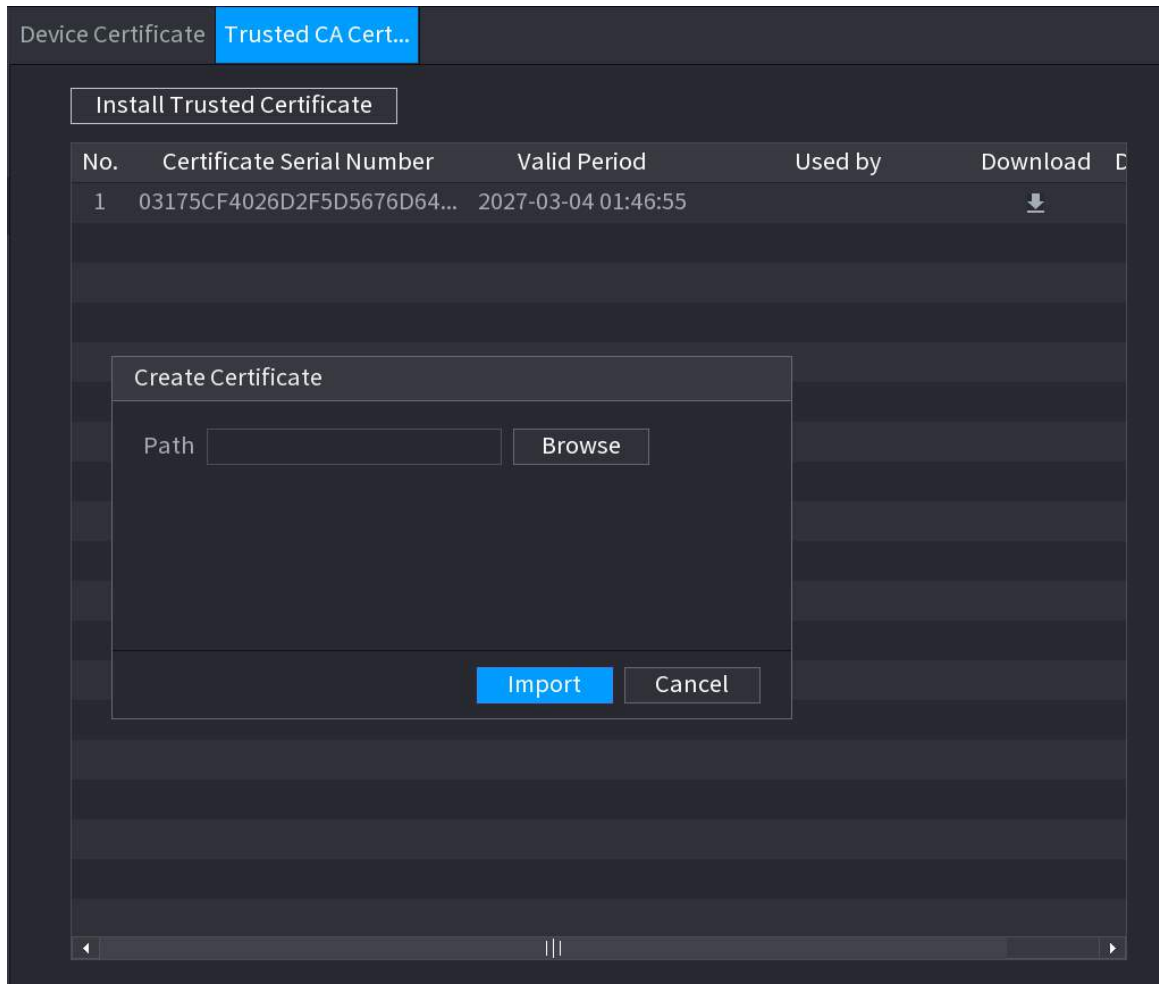 Device Certificate Trusted CA Cert...
Install Trusted Certificate
No. Certificate Serial Number Valid Period Used by Download D
1 03175CF4026D2F5D5676D64... 2027-03-04 01:46:55
Create Certificate
Path Browse
Import Cancel